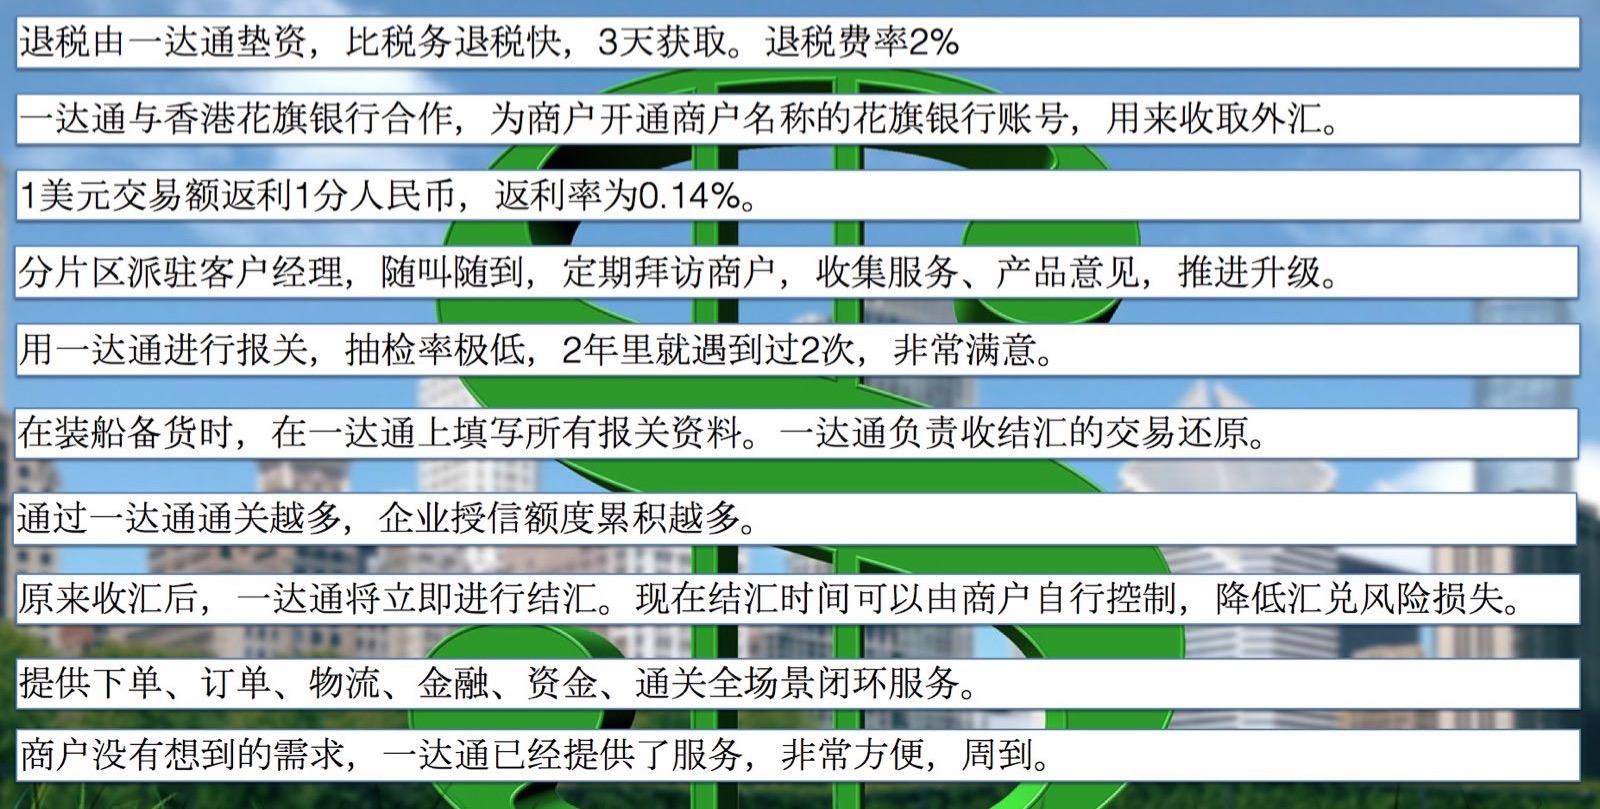 退税由一达通垫资，比税务退税快，3天获取。退税费率2%
一达通与香港花旗银行合作，为商户开通商户名称的花旗银行账号，用来收取外汇。
1美元交易额返利1分人民币，返利率为0.14%。
分片区派驻客户经理，随叫随到，定期拜访商户，收集服务、产品意见，推进升级。
用一达通进行报关，抽检率极低，2年里就遇到过2次，非常满意。
在装船备货时，在一达通上填写所有报关资料。一达通负责收结汇的交易还原。
通过一达通通关越多，企业授信额度累积越多。
原来收汇后，一达通将立即进行结汇。现在结汇时间可以由商户自行控制，降低汇兑风险损失。
提供下单、订单、物流、金融、资金、通关全场景闭环服务。
商户没有想到的需求，一达通已经提供了服务，非常方便，周到。